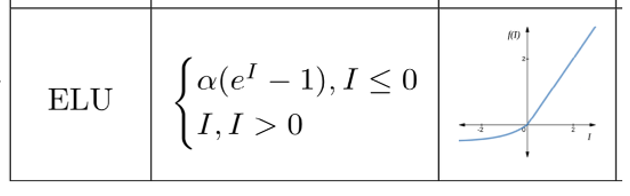 ELU
α(e^I − 1), I ≤ 0
I, I > 0
f(I)
2
-2
0
2
I